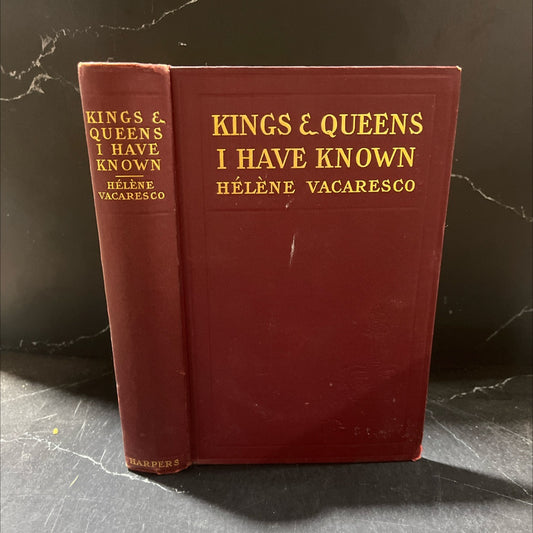 KINGS &
QUEENS
I HAVE
KNOWN
HÉLÈNE
VACARESCO
HARPERS
KINGS & QUEENS
I HAVE KNOWN
HÉLÈNE VACARESCO